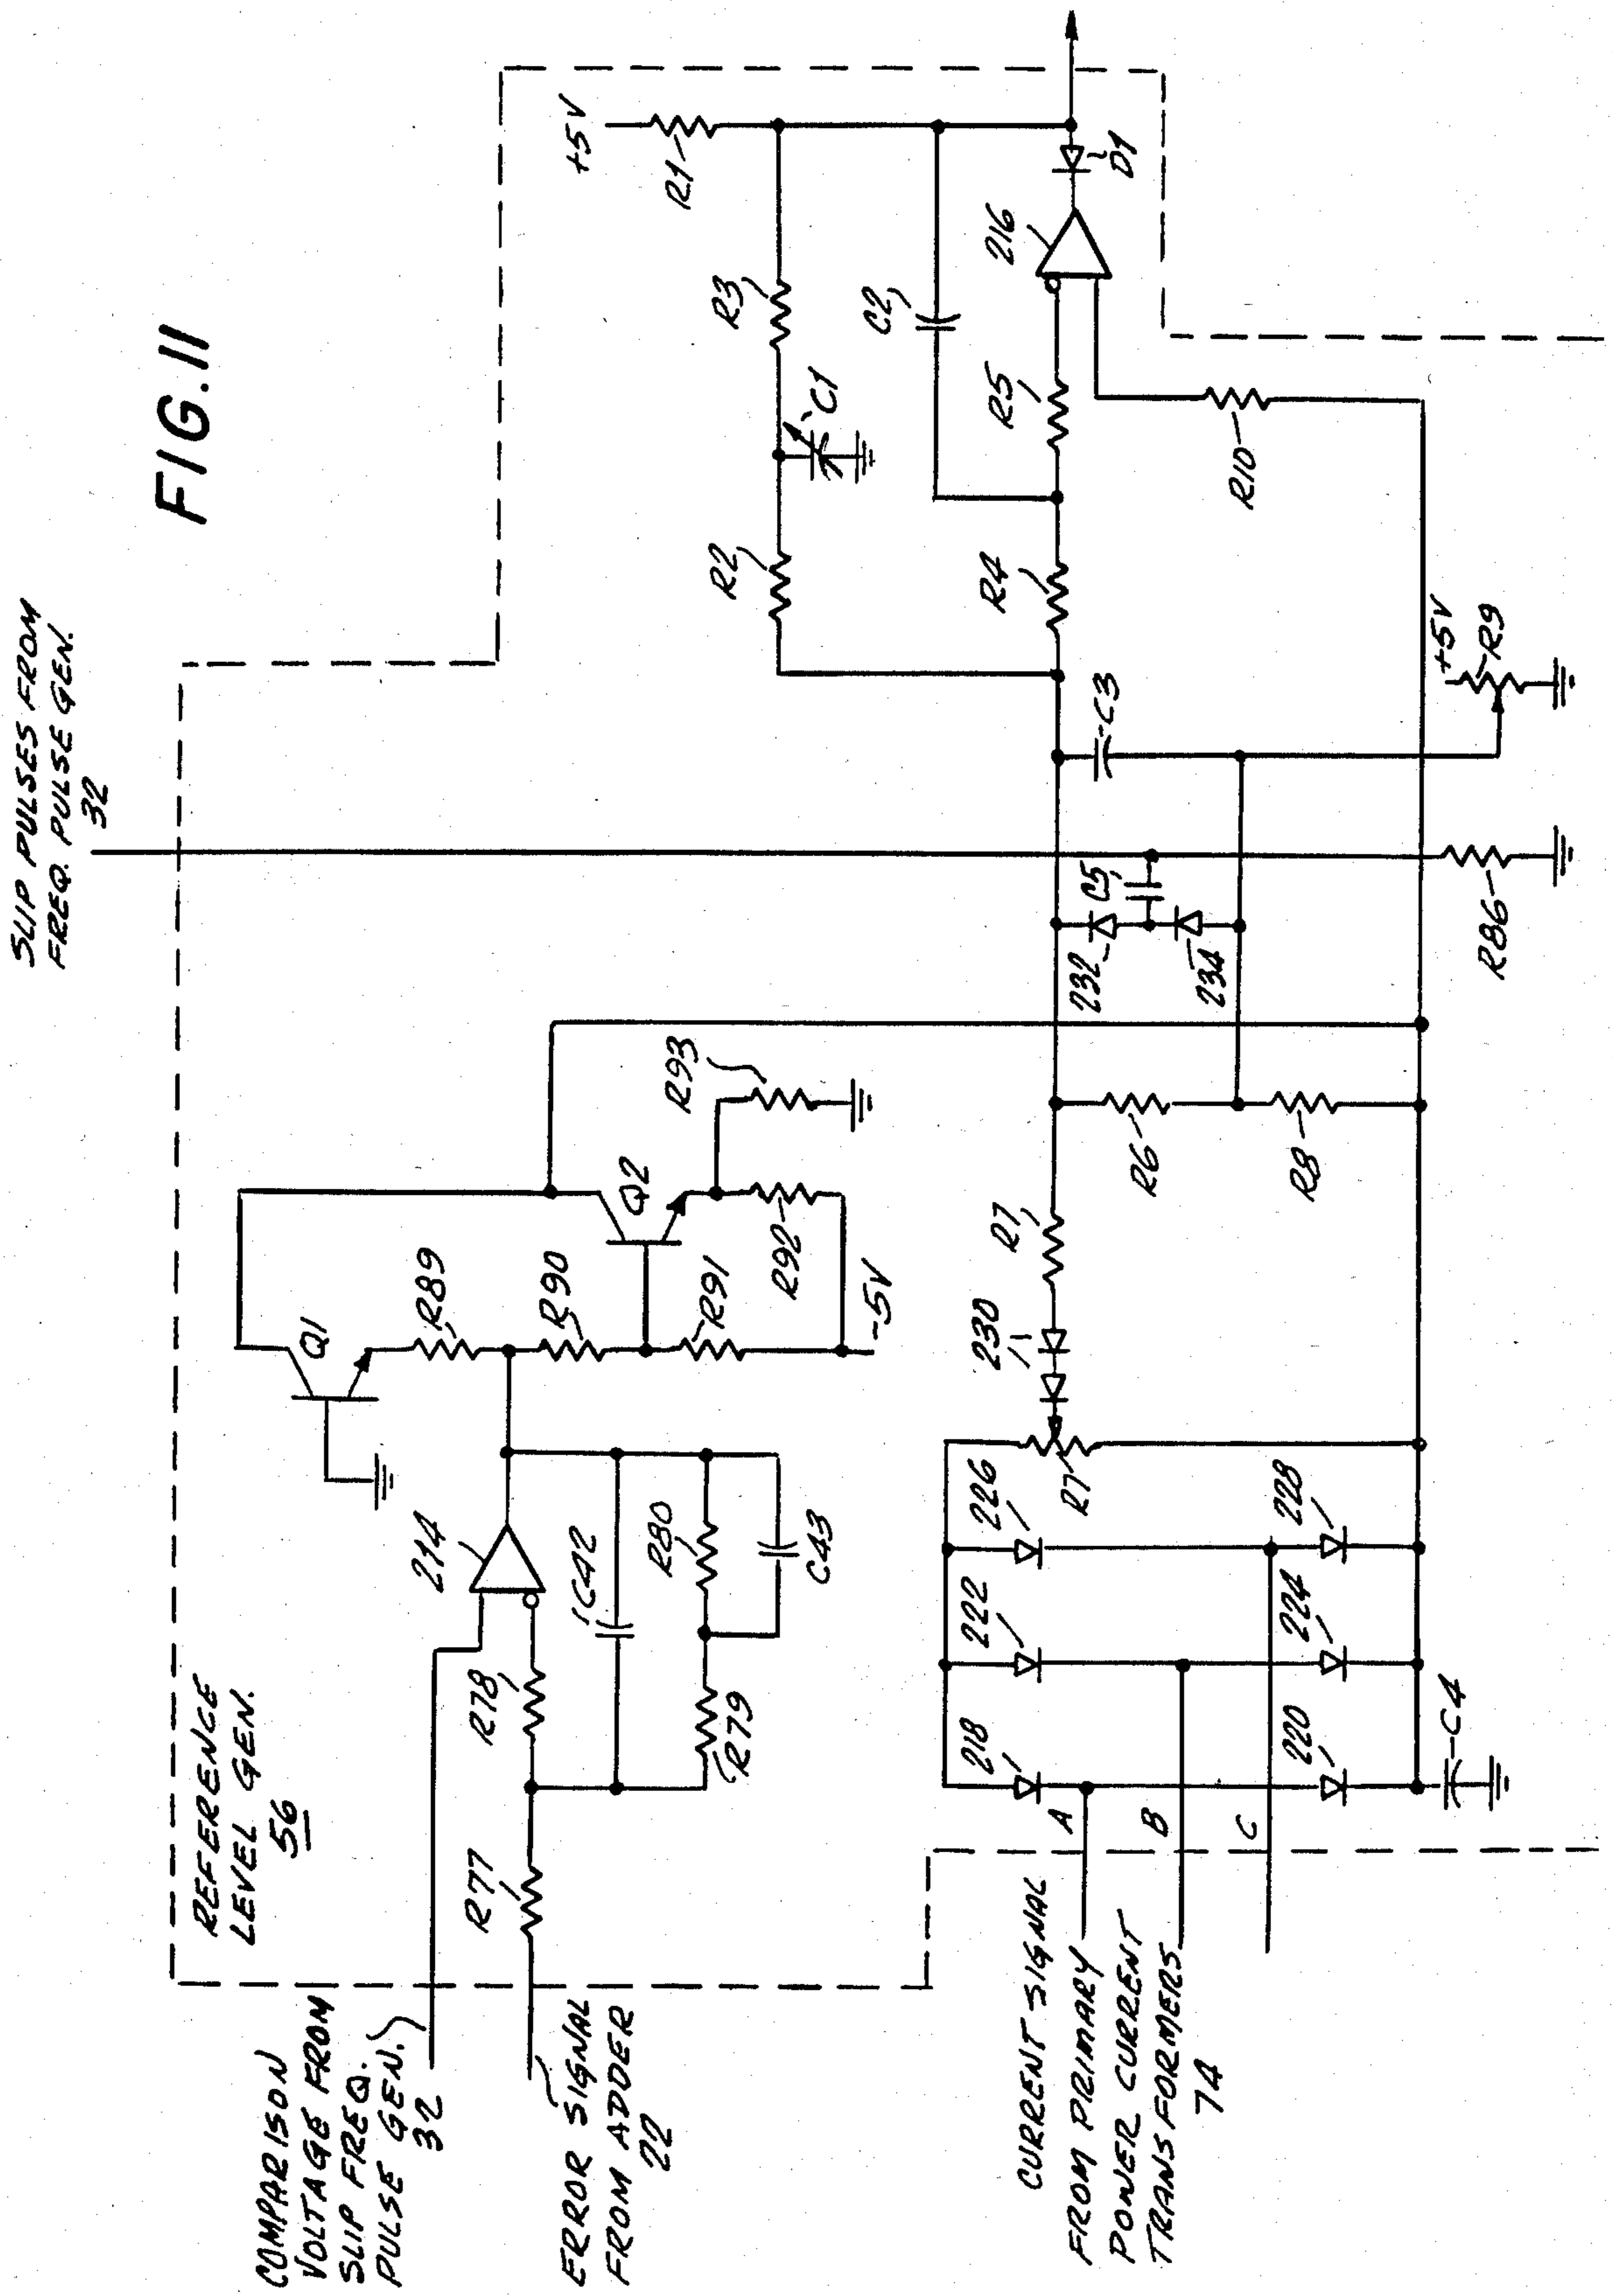 FIG.11
SLIP PULSES FROM
FREQ. PULSE GEN.
32
REFERENCE
LEVEL GEN.
56
COMPARISON
VOLTAGE FROM
SLIP FREQ.
PULSE GEN.
32
ERROR SIGNAL
FROM ADDER
22
CURRENT SIGNAL
FROM PRIMARY
POWER CURRENT
TRANSFORMERS
74
Q1
R89
214
R90
Q2
R93
R91
R92
-5V
R77
R78
C42
R80
R79
C43
+5V
R1
R3
C1
R2
C2
216
D1
R5
R4
R10
C3
+5V
R9
C5
232
234
R86
R7
230
R6
R8
R7
226
228
222
224
218
220
A
B
C
C4